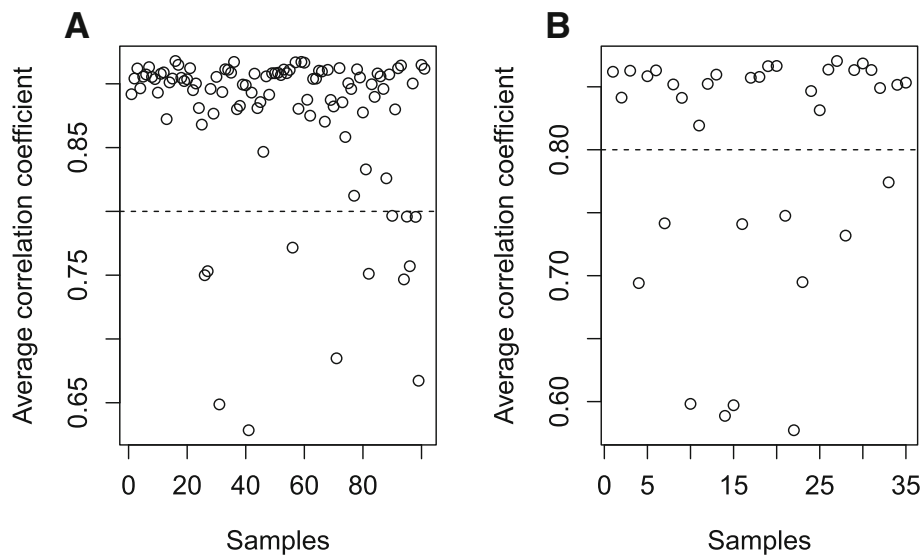 A
Average correlation coefficient
0.85
0.75
0.65
0 20 40 60 80
Samples
B
Average correlation coefficient
0.80
0.70
0.60
0 5 15 25 35
Samples